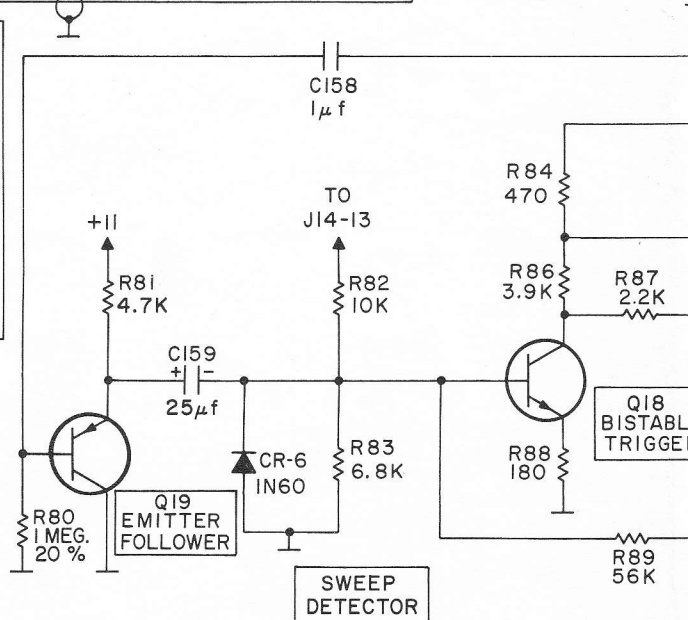 C158
1µf
R84
470
TO
J14-13
+11
R81
4.7K
R82
10K
R86
3.9K
R87
2.2K
C159
+ -
25µf
CR-6
1N60
R83
6.8K
Q18
BISTABL
TRIGGE
R88
180
Q19
EMITTER
FOLLOWER
R80
1 MEG.
20 %
R89
56K
SWEEP
DETECTOR